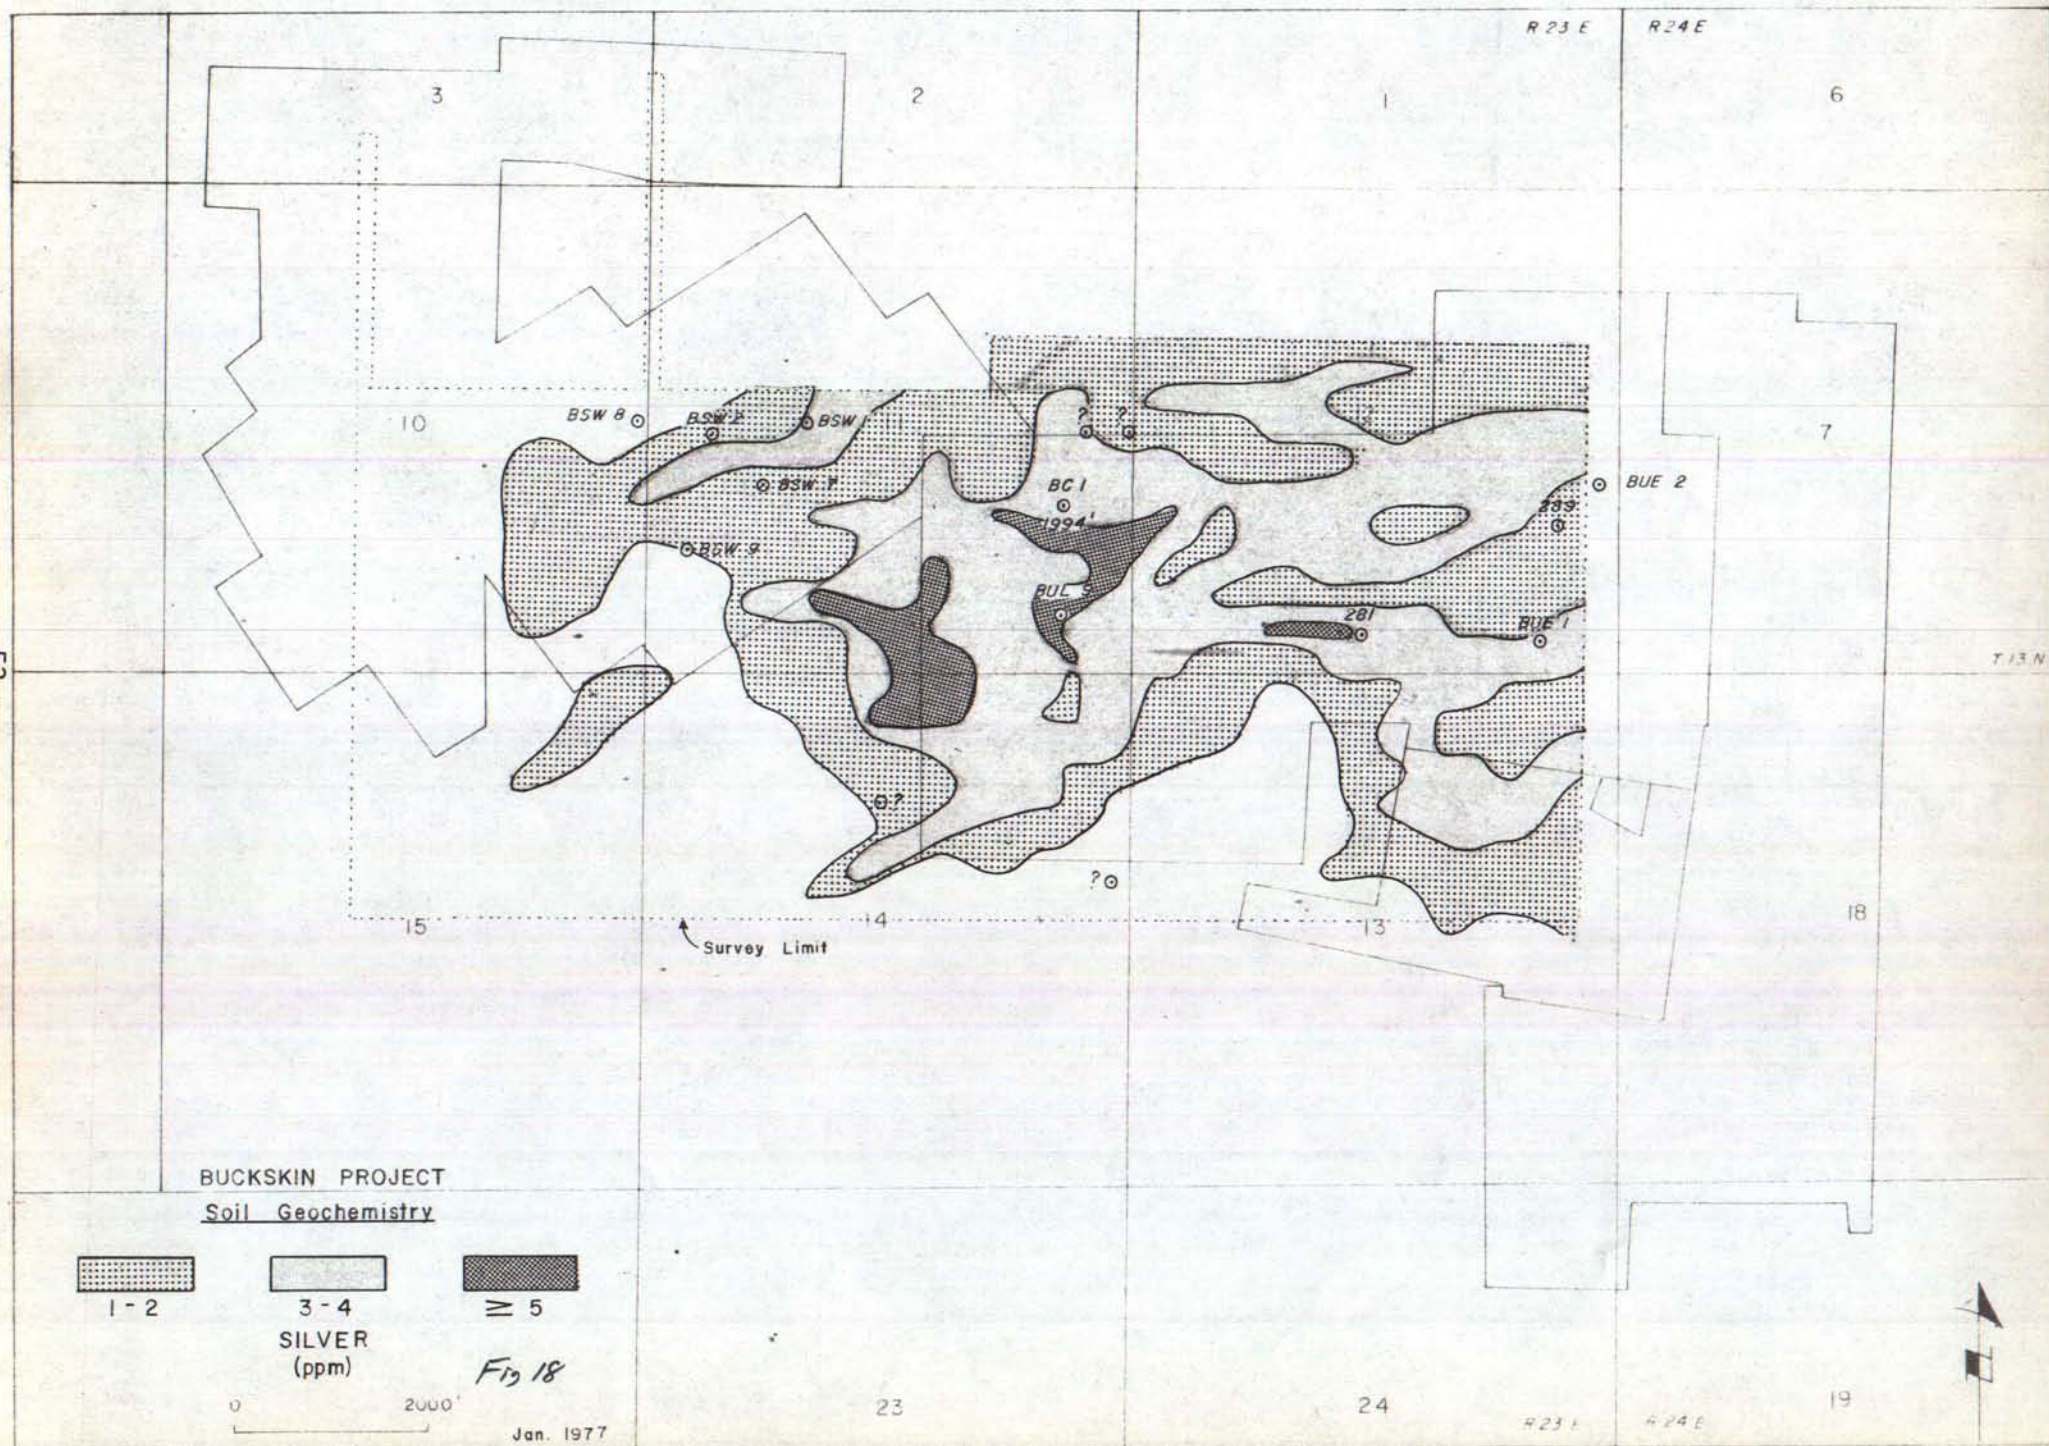 R 23 E R 24 E
3 2 1 6
BSW 8 BSW 2 BSW 1 11 ? ?
10 7
BSW 7 BC 1 BUE 2
1994' 289
BSW 9
BUL 9 281 BUE 1
T 13 N
?
?
15 14 13 18
Survey Limit
BUCKSKIN PROJECT
Soil Geochemistry
1 - 2 3 - 4 ≥ 5
SILVER
(ppm)
Fig 18
0 2000'
23 24 19
Jan. 1977
R 23 E R 24 E